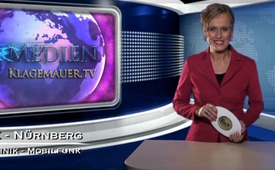 MEDIEN
KLAGEMAUER.TV
- NÜRNBERG
- MOBILFUNK